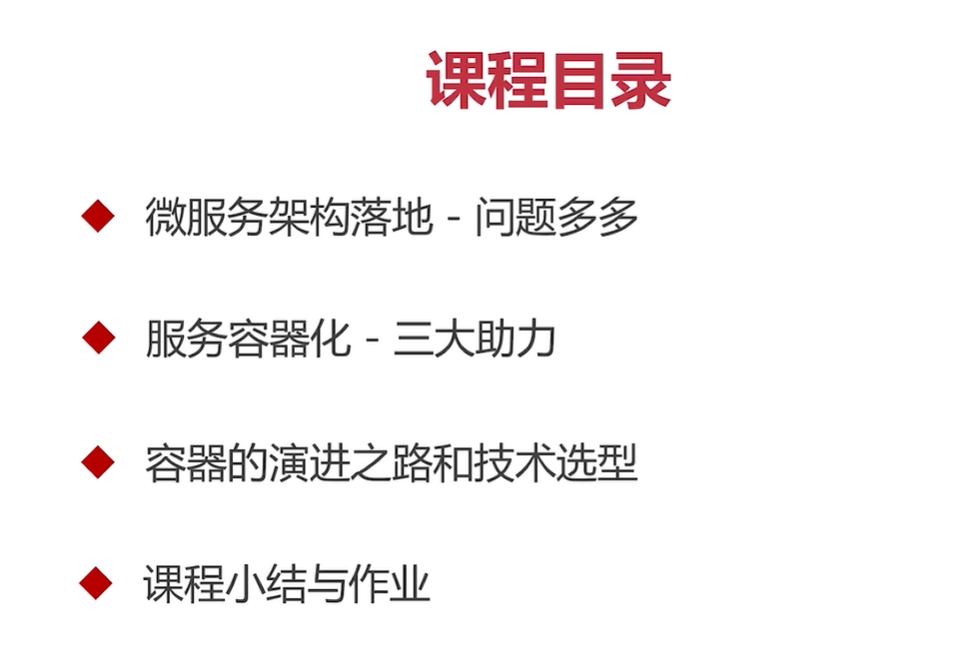 课程目录
微服务架构落地 - 问题多多
服务容器化 - 三大助力
容器的演进之路和技术选型
课程小结与作业